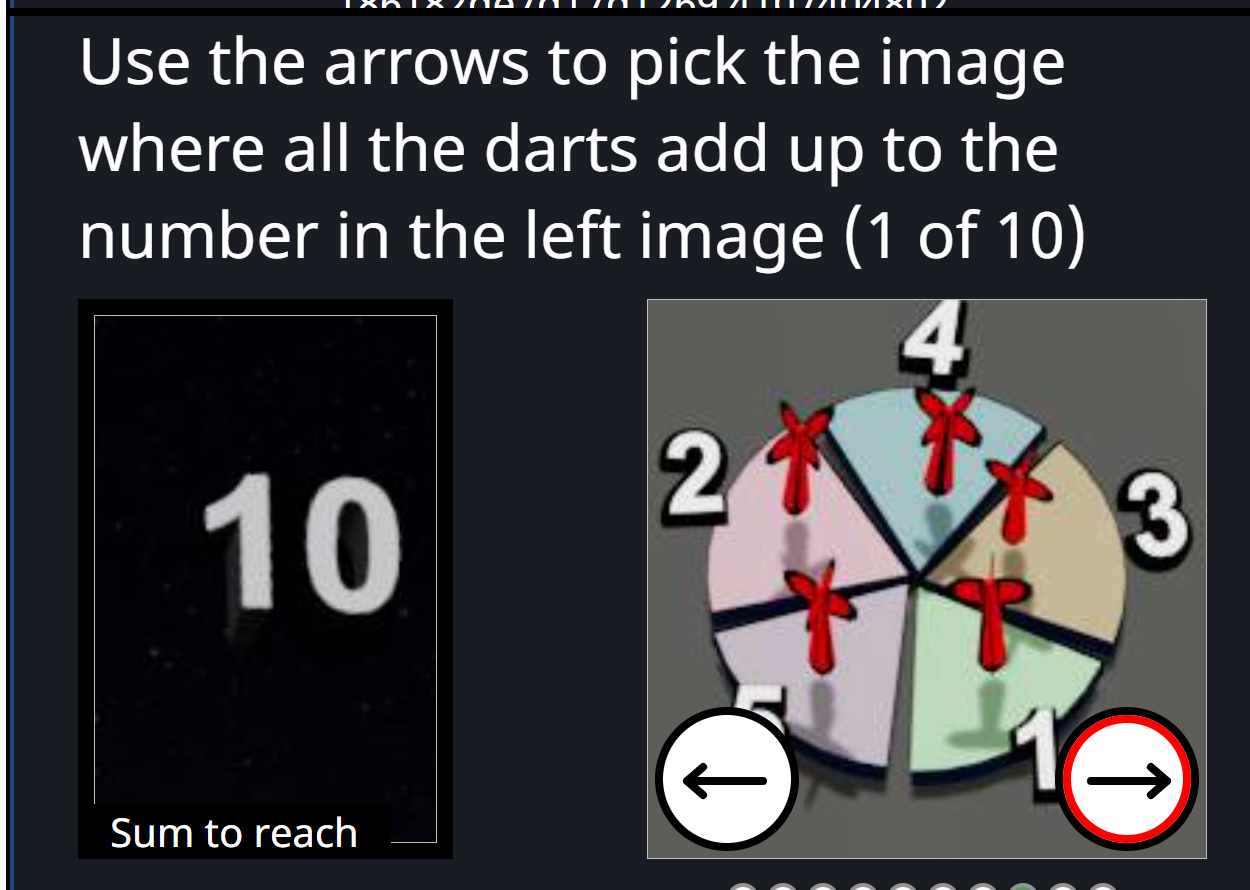 Use the arrows to pick the image
where all the darts add up to the
number in the left image (1 of 10)
4
2
3
10
5
1
Sum to reach